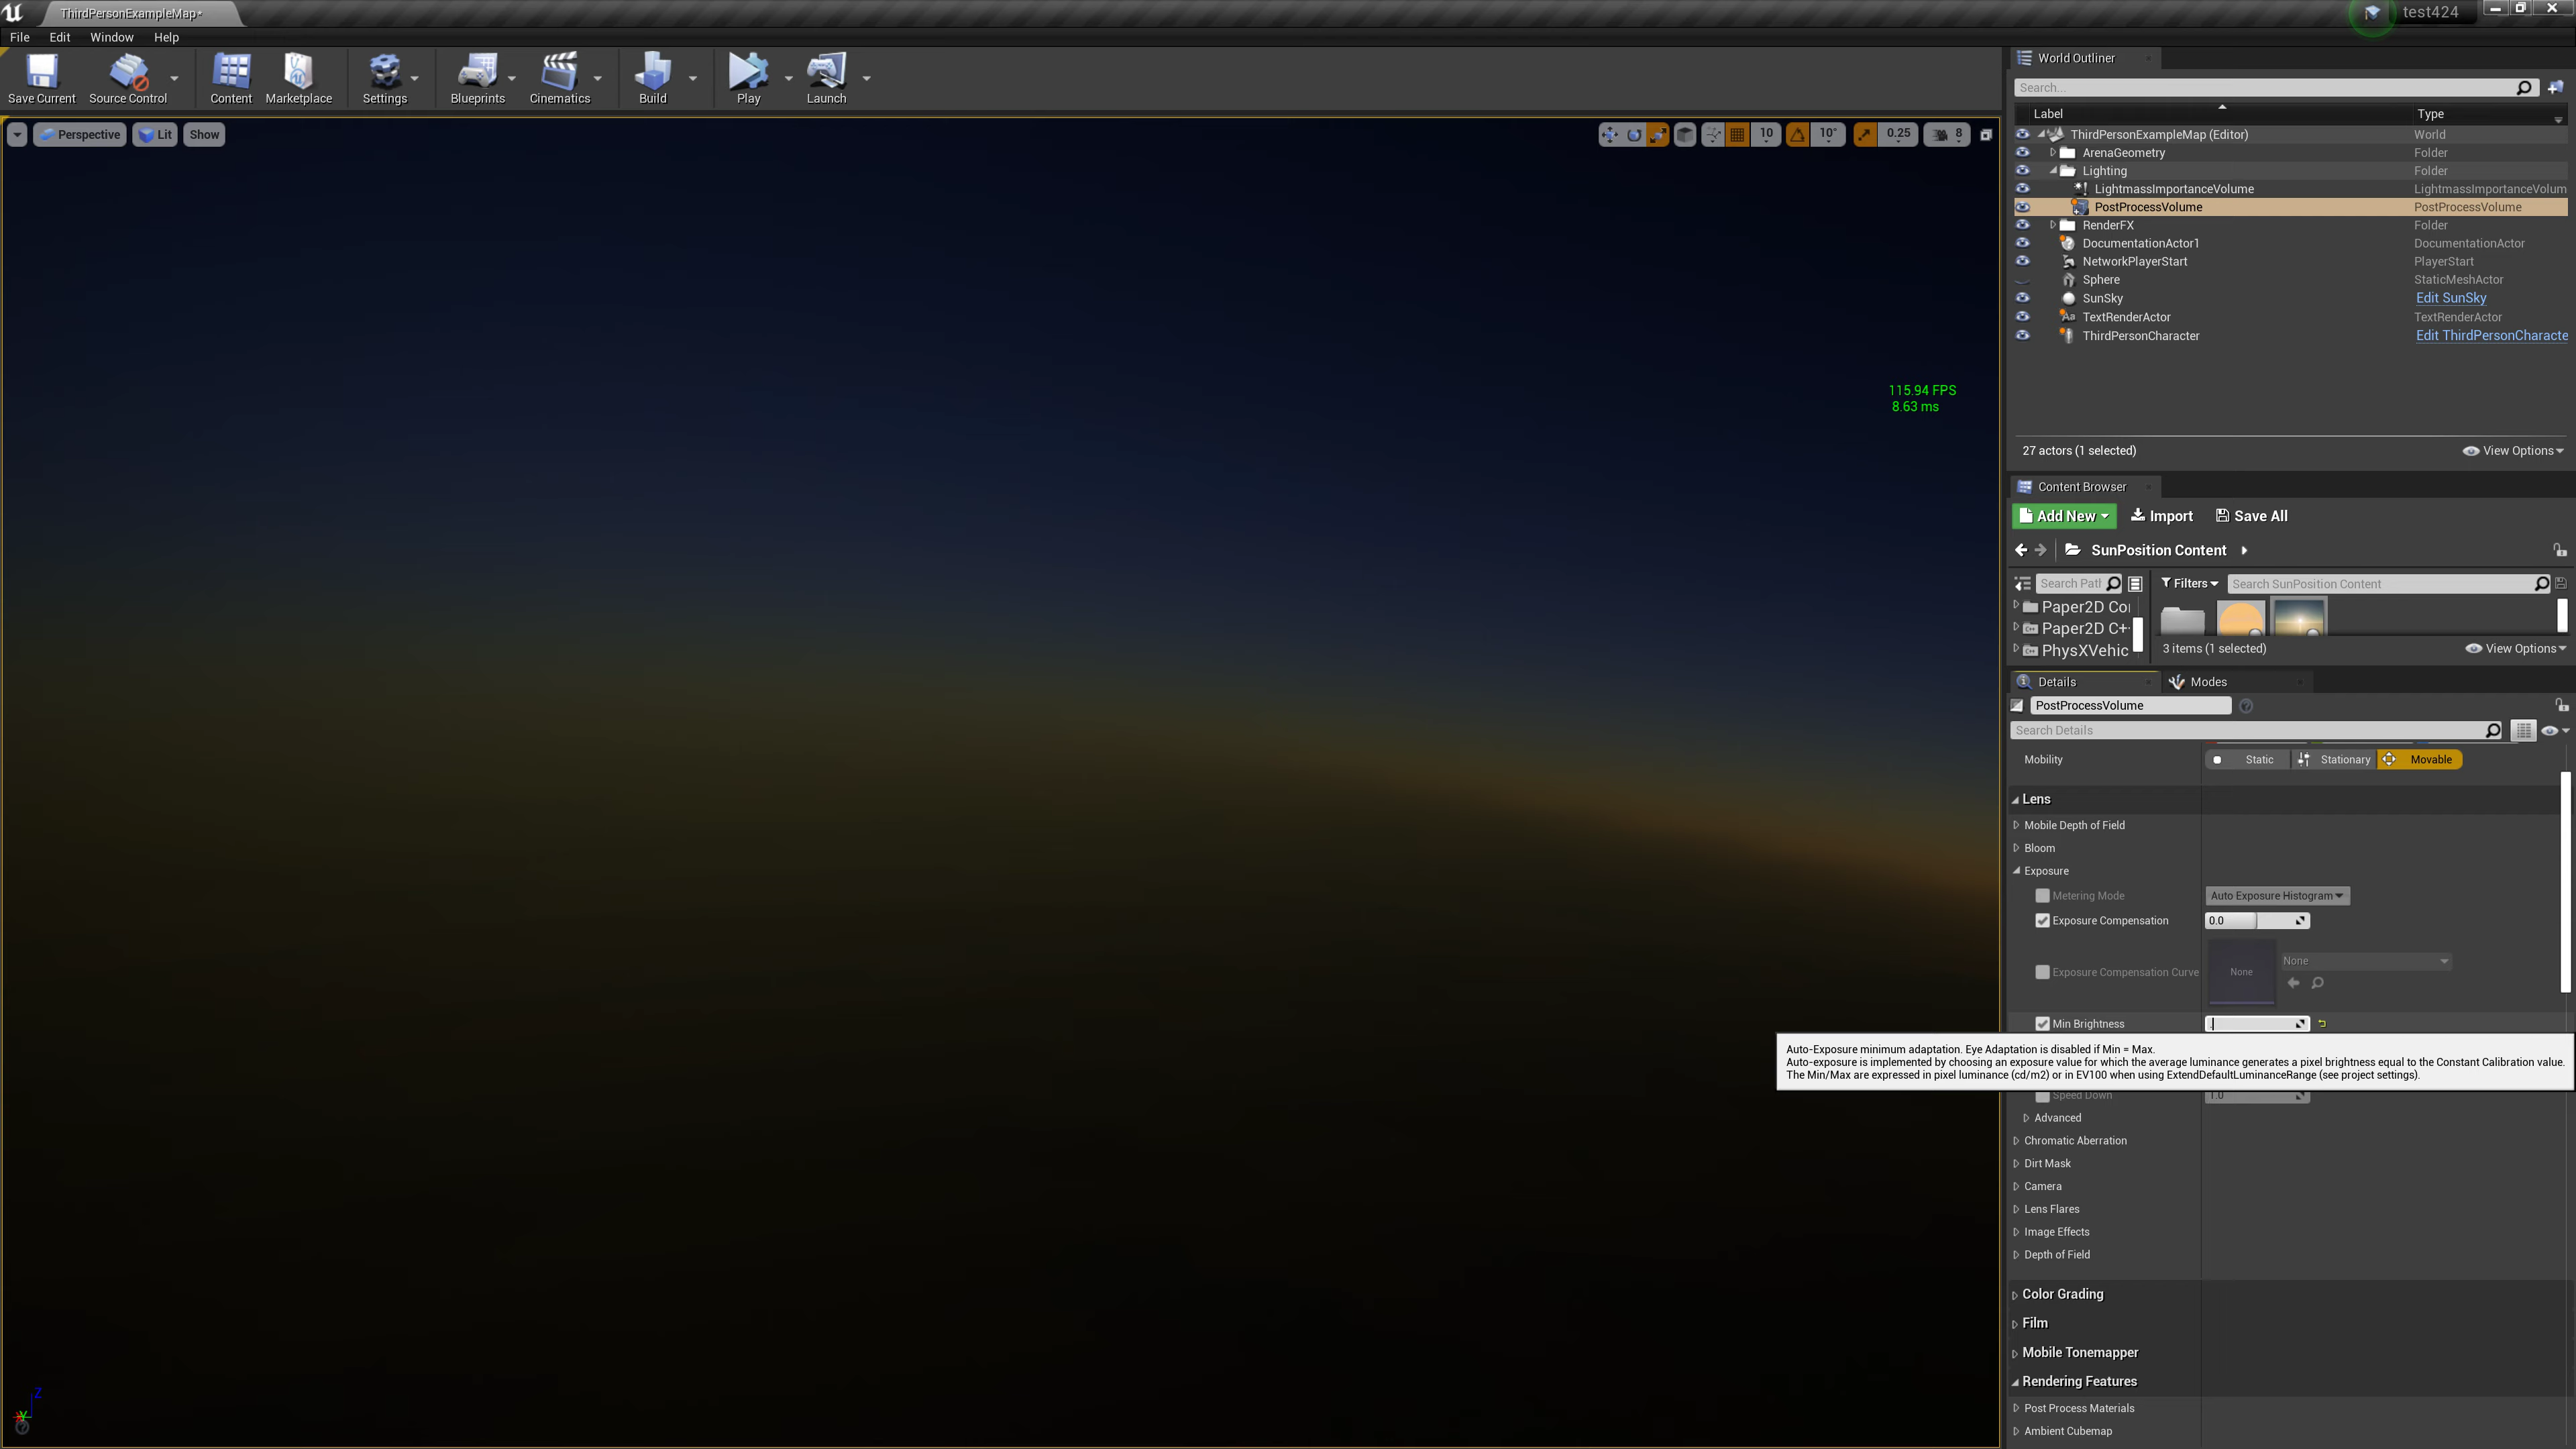 ThirdPersonExampleMap*
test424
File Edit Window Help
Save Current
Source Control
Content
Marketplace
Settings
Blueprints
Cinematics
Build
Play
Launch
Perspective
Lit
Show
10
10°
0.25
8
115.94 FPS
8.63 ms
World Outliner
Search...
Label Type
ThirdPersonExampleMap (Editor) World
ArenaGeometry Folder
Lighting Folder
LightmassImportanceVolume LightmassImportanceVolum
PostProcessVolume PostProcessVolume
RenderFX Folder
DocumentationActor1 DocumentationActor
NetworkPlayerStart PlayerStart
Sphere StaticMeshActor
SunSky Edit SunSky
TextRenderActor TextRenderActor
ThirdPersonCharacter Edit ThirdPersonCharacte
27 actors (1 selected) View Options
Content Browser
Add New Import Save All
SunPosition Content
Search Path Filters Search SunPosition Content
Paper2D Co
Paper2D C++
PhysXVehic
3 items (1 selected) View Options
Details Modes
PostProcessVolume
Search Details
Mobility Static Stationary Movable
Lens
Mobile Depth of Field
Bloom
Exposure
Metering Mode Auto Exposure Histogram
Exposure Compensation 0.0
Exposure Compensation Curve None None
Min Brightness .
Auto-Exposure minimum adaptation. Eye Adaptation is disabled if Min = Max.
Auto-exposure is implemented by choosing an exposure value for which the average luminance generates a pixel brightness equal to the Constant Calibration value.
The Min/Max are expressed in pixel luminance (cd/m2) or in EV100 when using ExtendDefaultLuminanceRange (see project settings).
Speed Down 1.0
Advanced
Chromatic Aberration
Dirt Mask
Camera
Lens Flares
Image Effects
Depth of Field
Color Grading
Film
Mobile Tonemapper
Rendering Features
Post Process Materials
Ambient Cubemap
Z
Y